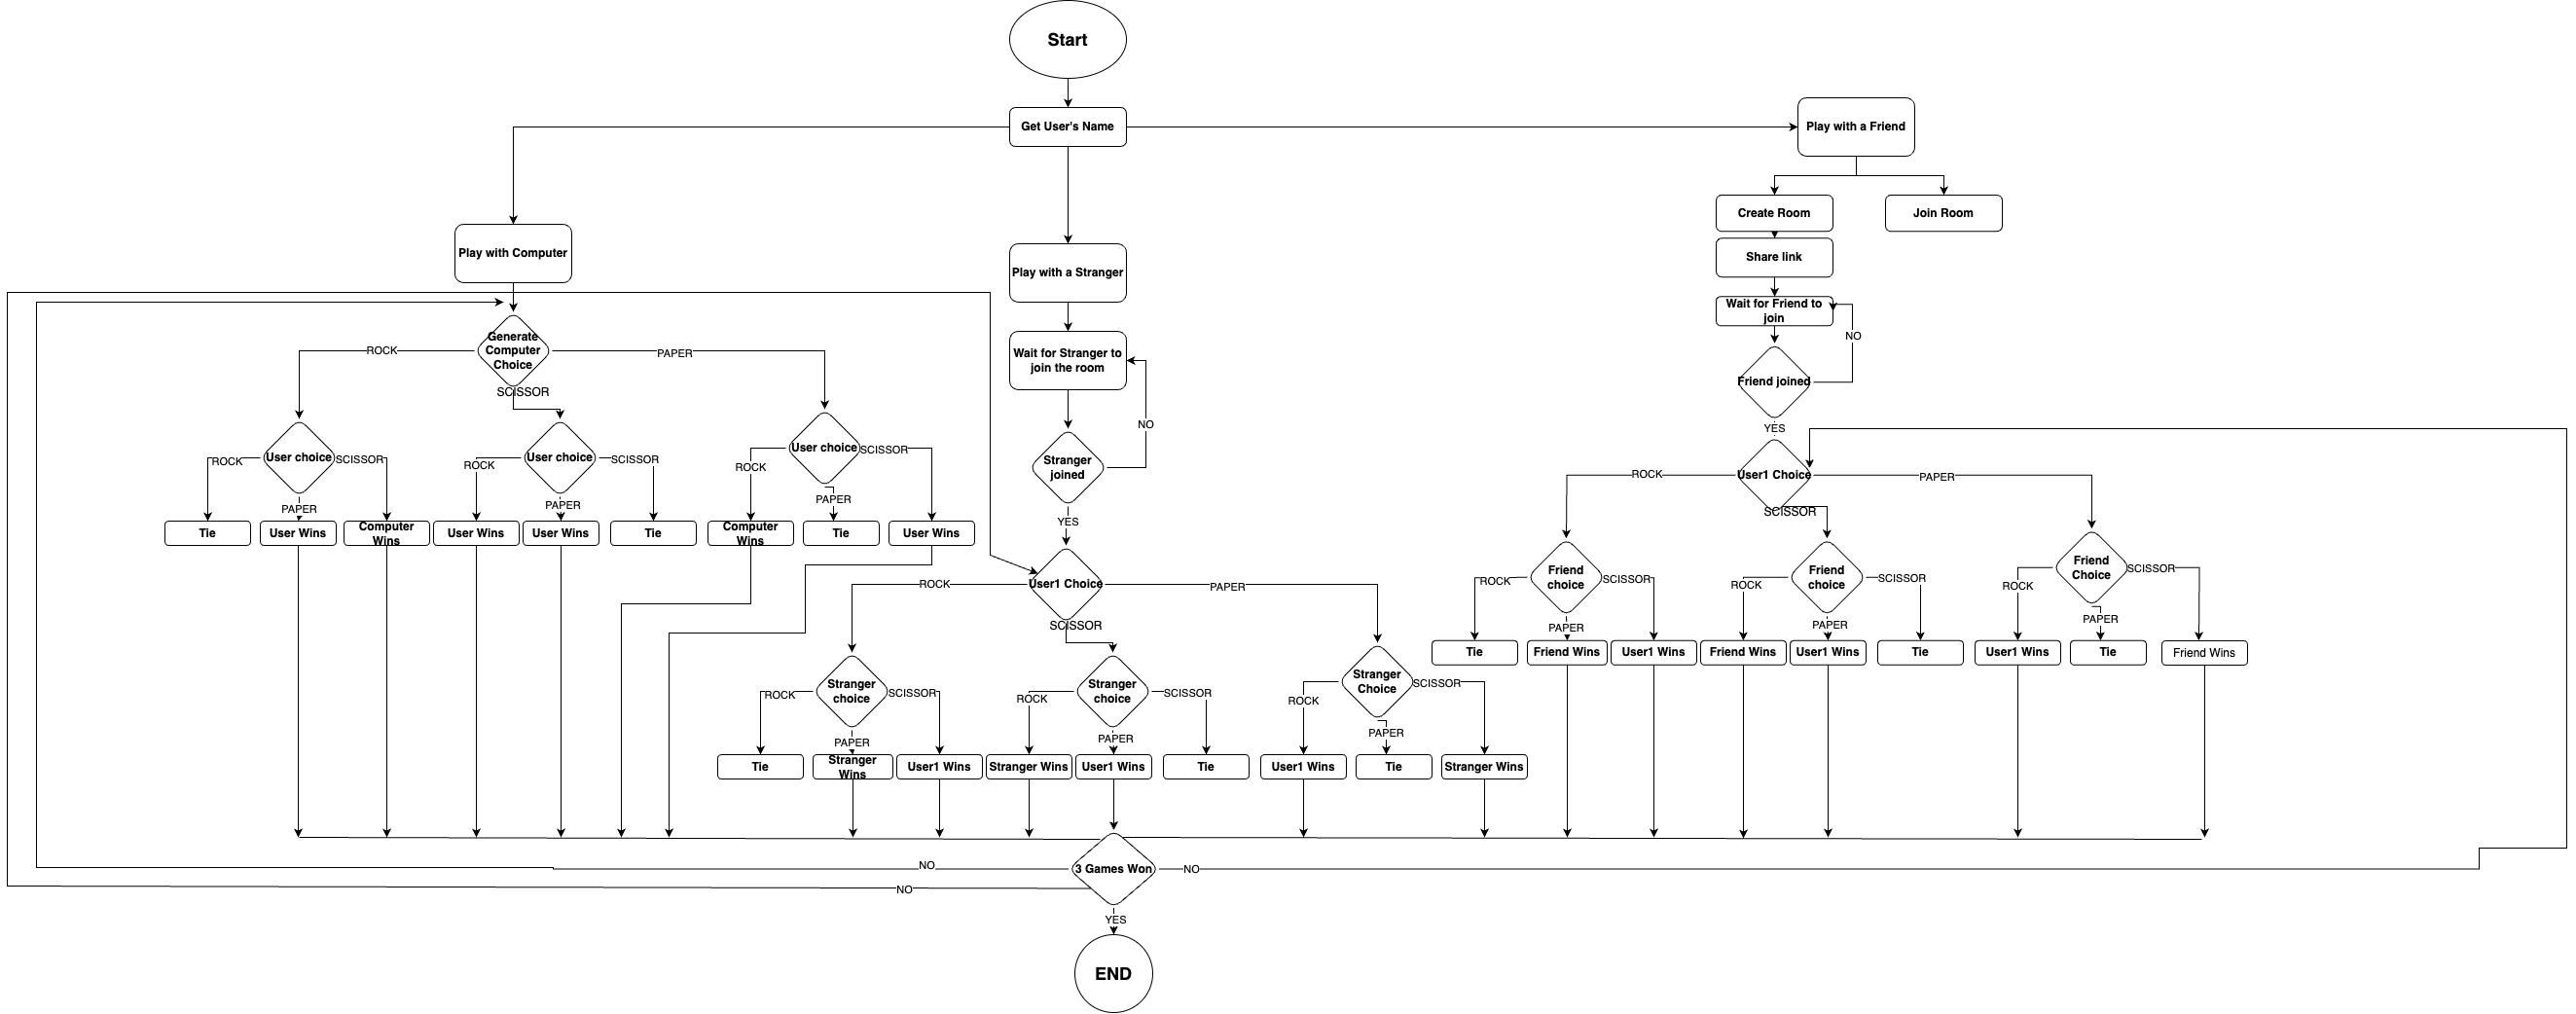 Start
Get User's Name
Play with a Friend
Create Room
Join Room
Play with Computer
Share link
Play with a Stranger
Wait for Friend to
join
NO
Generate
Computer
Choice
ROCK
PAPER
SCISSOR
Wait for Stranger to
join the room
NO
Friend joined
YES
User choice
ROCK
SCISSOR
PAPER
User choice
ROCK
SCISSOR
PAPER
User choice
ROCK
SCISSOR
PAPER
Stranger
joined
YES
User1 Choice
ROCK
PAPER
SCISSOR
Tie
User Wins
Computer
Wins
User Wins
User Wins
Tie
Computer
Wins
Tie
User Wins
User1 Choice
ROCK
PAPER
SCISSOR
Friend
choice
ROCK
SCISSOR
PAPER
Friend
choice
ROCK
SCISSOR
PAPER
Friend
Choice
ROCK
SCISSOR
PAPER
Tie
Friend Wins
User1 Wins
Friend Wins
User1 Wins
Tie
User1 Wins
Tie
Friend Wins
Stranger
choice
ROCK
SCISSOR
PAPER
Stranger
choice
ROCK
SCISSOR
PAPER
Stranger
Choice
ROCK
SCISSOR
PAPER
Tie
Stranger
Wins
User1 Wins
Stranger Wins
User1 Wins
Tie
User1 Wins
Tie
Stranger Wins
NO
3 Games Won
NO
NO
YES
END